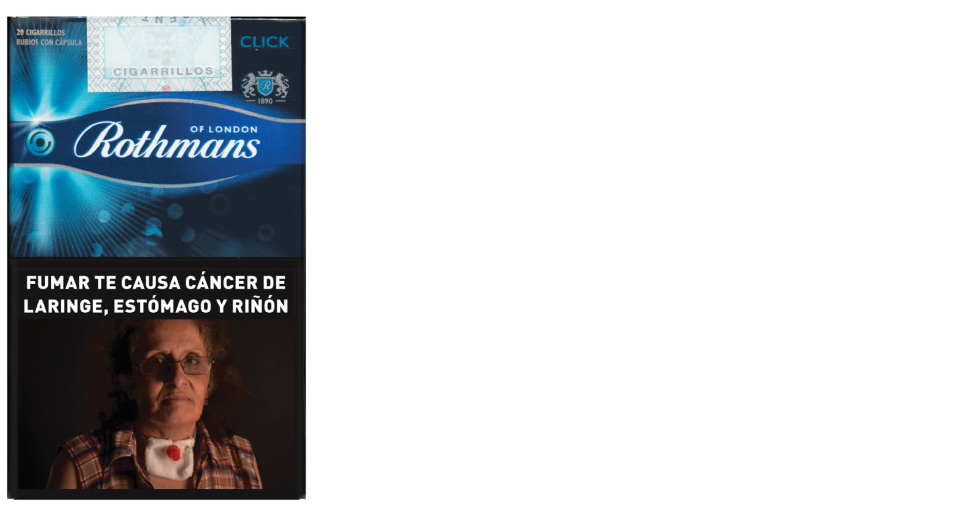 20 CIGARRILLOS
RUBIOS CON CÁPSULA
CIGARRILLOS
CLICK
R
1890
OF LONDON
Rothmans
FUMAR TE CAUSA CÁNCER DE
LARINGE, ESTÓMAGO Y RIÑÓN